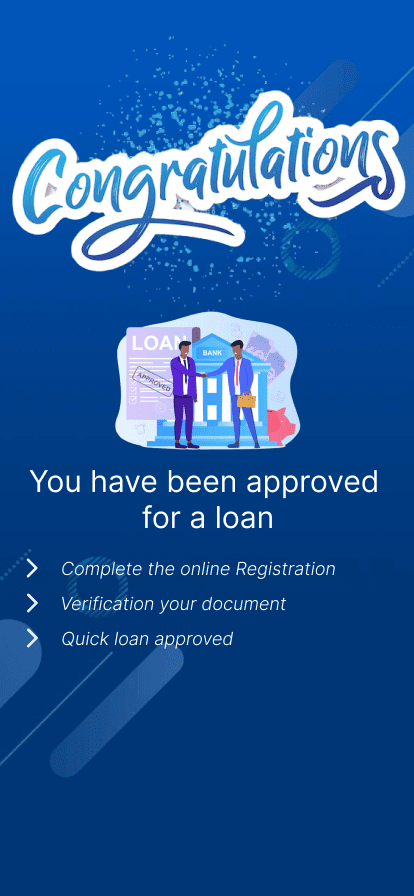 Congratulations
LOAN
BANK
APPROVED
You have been approved
for a loan
Complete the online Registration
Verification your document
Quick loan approved